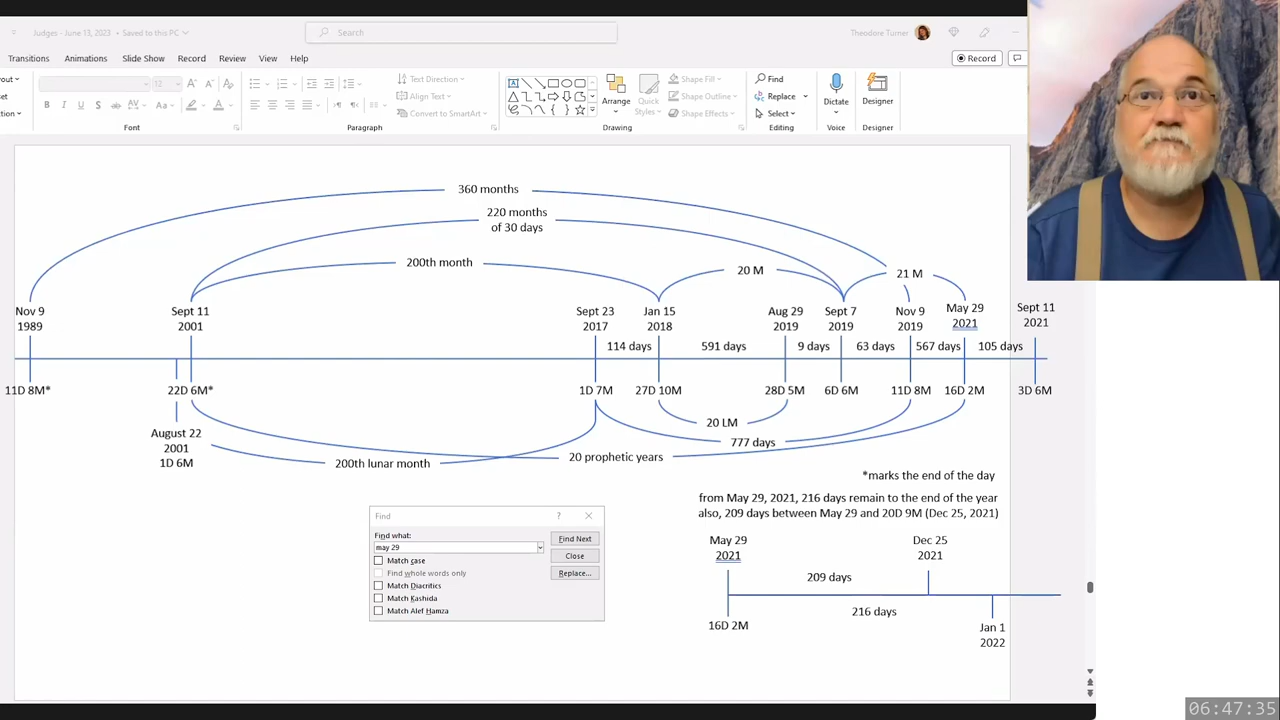 Judges - June 13, 2023 • Saved to this PC
Search
Theodore Turner
Transitions Animations Slide Show Record Review View Help
Record
12
Text Direction
Align Text
Convert to SmartArt
Arrange
Quick
Styles
Shape Fill
Shape Outline
Shape Effects
Find
Replace
Select
Dictate
Designer
Font Paragraph Drawing Editing Voice Designer
360 months
220 months
of 30 days
200th month
20 M
21 M
Nov 9
1989
Sept 11
2001
Sept 23
2017
Jan 15
2018
Aug 29
2019
Sept 7
2019
Nov 9
2019
May 29
2021
Sept 11
2021
114 days 591 days 9 days 63 days 567 days 105 days
11D 8M* 22D 6M* 1D 7M 27D 10M 28D 5M 6D 6M 11D 8M 16D 2M 3D 6M
August 22
2001
1D 6M
20 LM
777 days
20 prophetic years
200th lunar month
*marks the end of the day
from May 29, 2021, 216 days remain to the end of the year
also, 209 days between May 29 and 20D 9M (Dec 25, 2021)
Find ?
Find what:
may 29
Find Next
Close
Replace...
Match case
Find whole words only
Match Diacritics
Match Kashida
Match Alef Hamza
May 29
2021
Dec 25
2021
209 days
216 days
16D 2M
Jan 1
2022
06:47:35